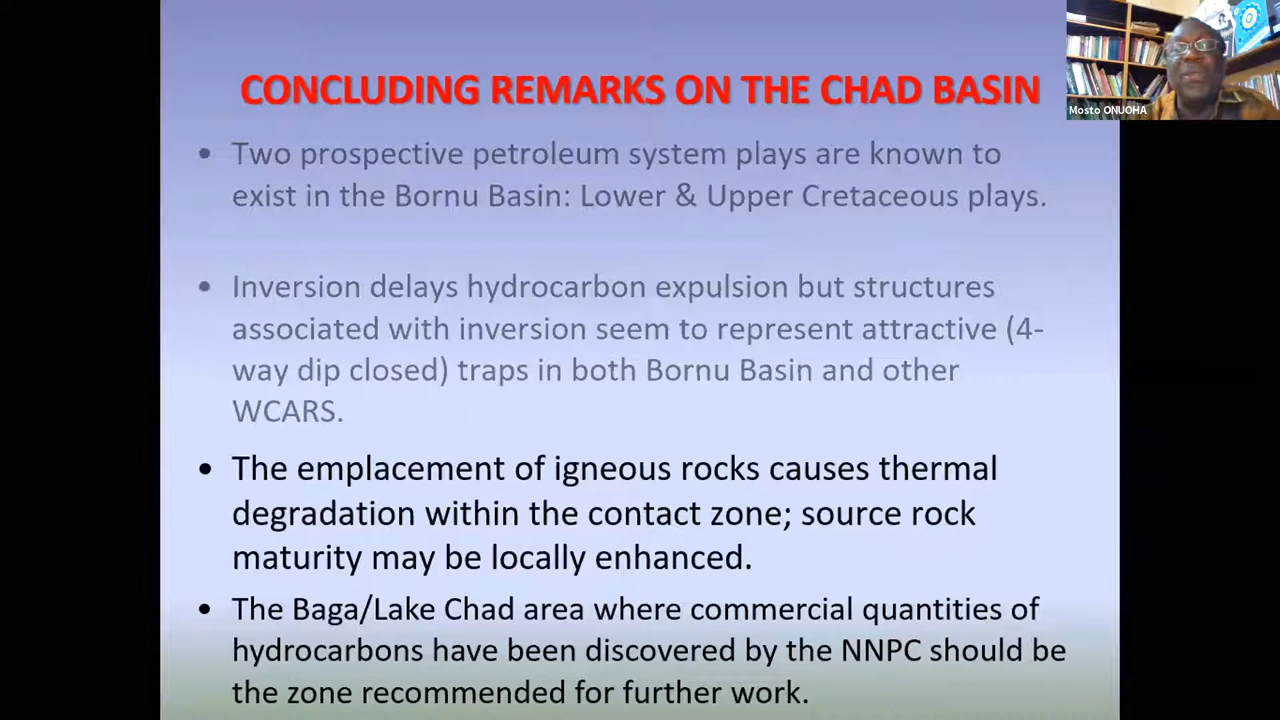 CONCLUDING REMARKS ON THE CHAD BASIN
Mosto ONUOHA
• Two prospective petroleum system plays are known to
exist in the Bornu Basin: Lower & Upper Cretaceous plays.
• Inversion delays hydrocarbon expulsion but structures
associated with inversion seem to represent attractive (4-
way dip closed) traps in both Bornu Basin and other
WCARS.
• The emplacement of igneous rocks causes thermal
degradation within the contact zone; source rock
maturity may be locally enhanced.
• The Baga/Lake Chad area where commercial quantities of
hydrocarbons have been discovered by the NNPC should be
the zone recommended for further work.